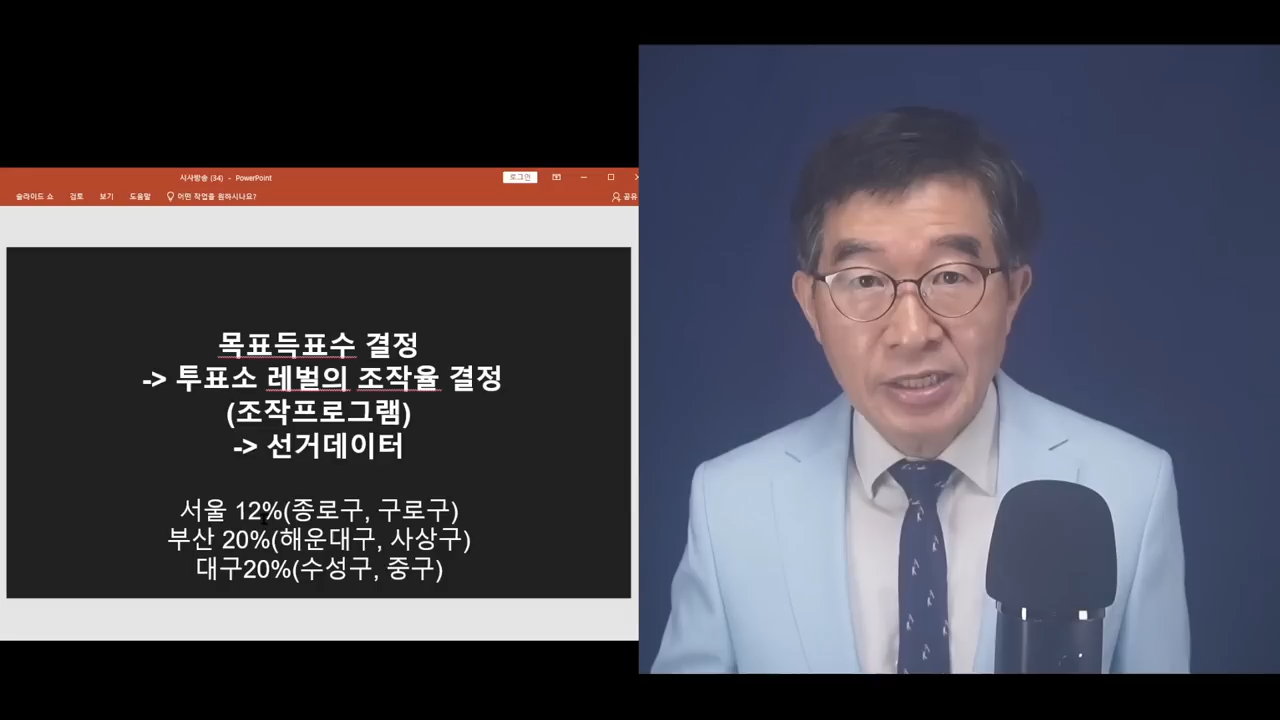 시사방송 (34) - PowerPoint
로그인
슬라이드 쇼 검토 보기 도움말 어떤 작업을 원하시나요? 공유
목표득표수 결정
-> 투표소 레벌의 조작율 결정
(조작프로그램)
-> 선거데이터
서울 12%(종로구, 구로구)
부산 20%(해운대구, 사상구)
대구20%(수성구, 중구)